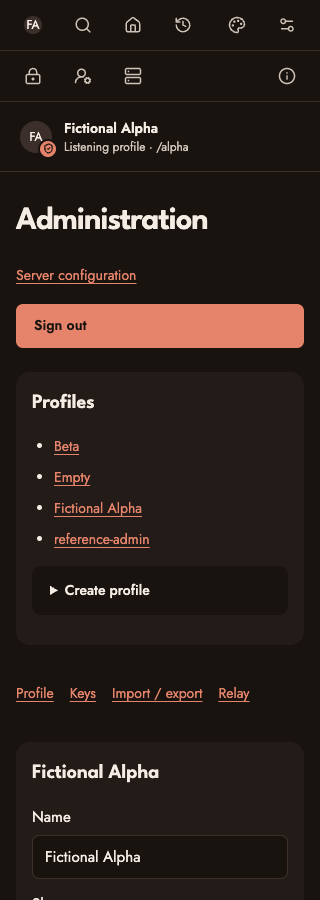 FA
FA
Fictional Alpha
Listening profile · /alpha
Administration
Server configuration
Sign out
Profiles
Beta
Empty
Fictional Alpha
reference-admin
Create profile
Profile Keys Import / export Relay
Fictional Alpha
Name
Fictional Alpha